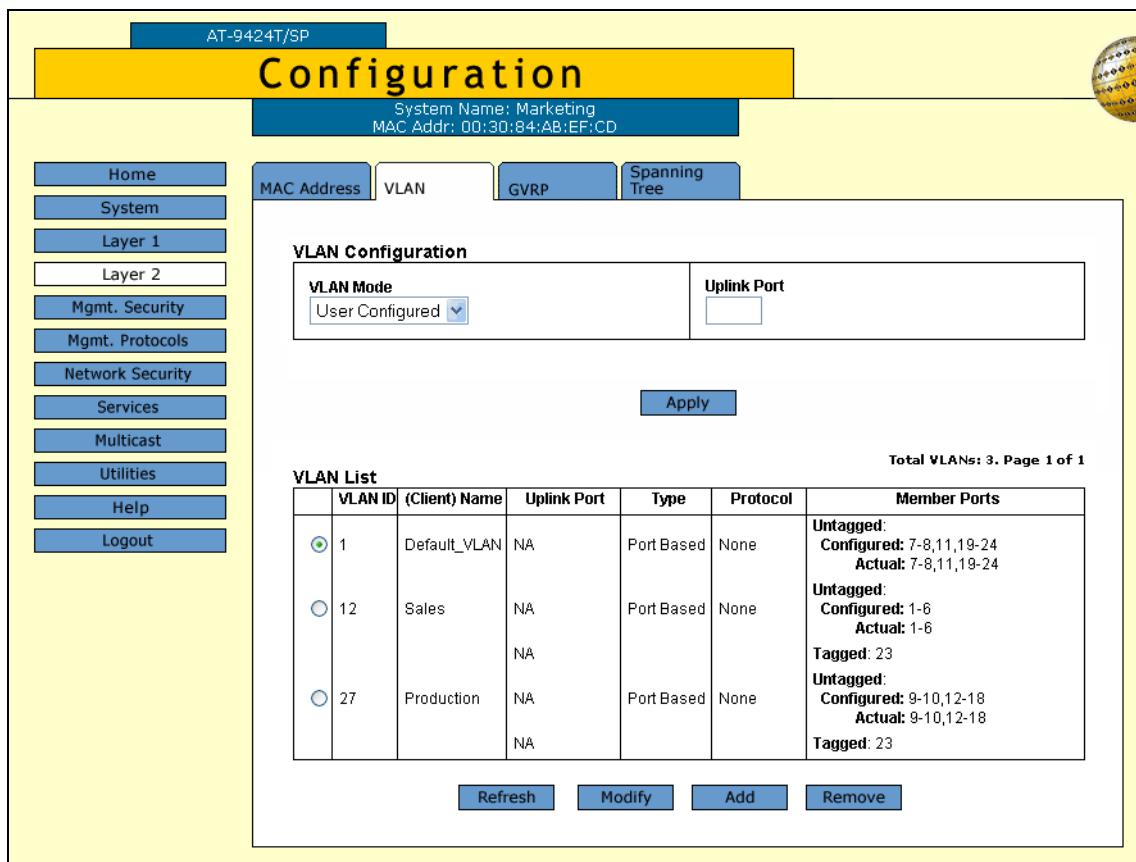 AT-9424T/SP
Configuration
System Name: Marketing
MAC Addr: 00:30:84:AB:EF:CD
Home
System
Layer 1
Layer 2
Mgmt. Security
Mgmt. Protocols
Network Security
Services
Multicast
Utilities
Help
Logout
MAC Address
VLAN
GVRP
Spanning
Tree
VLAN Configuration
VLAN Mode
User Configured
Uplink Port
Apply
Total VLANs: 3. Page 1 of 1
VLAN List
VLAN ID (Client) Name Uplink Port Type Protocol Member Ports
Untagged:
1 Default_VLAN NA Port Based None Configured: 7-8,11,19-24
Actual: 7-8,11,19-24
Untagged:
12 Sales NA Port Based None Configured: 1-6
Actual: 1-6
NA Tagged: 23
Untagged:
27 Production NA Port Based None Configured: 9-10,12-18
Actual: 9-10,12-18
NA Tagged: 23
Refresh Modify Add Remove